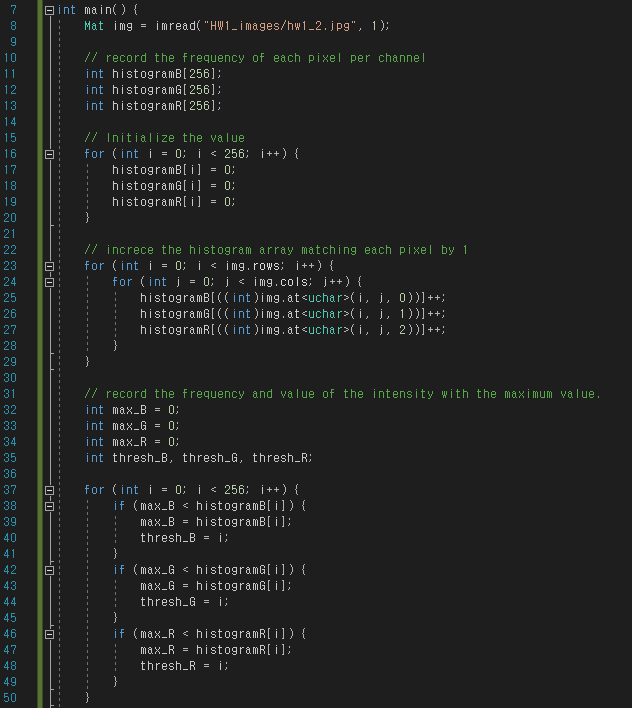 7 int main() {
8 Mat img = imread("HW1_images/hw1_2.jpg", 1);
9
10 // record the frequency of each pixel per channel
11 int histogramB[256];
12 int histogramG[256];
13 int histogramR[256];
14
15 // Initialize the value
16 for (int i = 0; i < 256; i++) {
17 histogramB[i] = 0;
18 histogramG[i] = 0;
19 histogramR[i] = 0;
20 }
21
22 // increce the histogram array matching each pixel by 1
23 for (int i = 0; i < img.rows; i++) {
24 for (int j = 0; j < img.cols; j++) {
25 histogramB[((int)img.at<uchar>(i, j, 0))]++;
26 histogramG[((int)img.at<uchar>(i, j, 1))]++;
27 histogramR[((int)img.at<uchar>(i, j, 2))]++;
28 }
29 }
30
31 // record the frequency and value of the intensity with the maximum value.
32 int max_B = 0;
33 int max_G = 0;
34 int max_R = 0;
35 int thresh_B, thresh_G, thresh_R;
36
37 for (int i = 0; i < 256; i++) {
38 if (max_B < histogramB[i]) {
39 max_B = histogramB[i];
40 thresh_B = i;
41 }
42 if (max_G < histogramG[i]) {
43 max_G = histogramG[i];
44 thresh_G = i;
45 }
46 if (max_R < histogramR[i]) {
47 max_R = histogramR[i];
48 thresh_R = i;
49 }
50 }